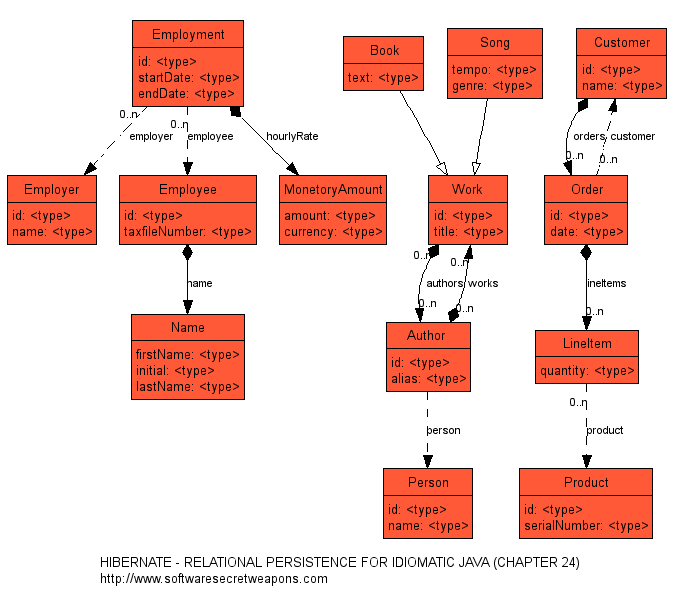 Employment
id: <type>
startDate: <type>
endDate: <type>
Book
text: <type>
Song
tempo: <type>
genre: <type>
Customer
id: <type>
name: <type>
0..n
employer
0..n
employee
hourlyRate
orders
customer
0..n
0..n
Employer
id: <type>
name: <type>
Employee
id: <type>
taxfileNumber: <type>
MonetoryAmount
amount: <type>
currency: <type>
Work
id: <type>
title: <type>
Order
id: <type>
date: <type>
name
0..n
0..n
authors
works
0..n
0..n
ineItems
0..n
Name
firstName: <type>
initial: <type>
lastName: <type>
Author
id: <type>
alias: <type>
LineItem
quantity: <type>
person
0..n
product
Person
id: <type>
name: <type>
Product
id: <type>
serialNumber: <type>
HIBERNATE - RELATIONAL PERSISTENCE FOR IDIOMATIC JAVA (CHAPTER 24)
http://www.softwaresecretweapons.com